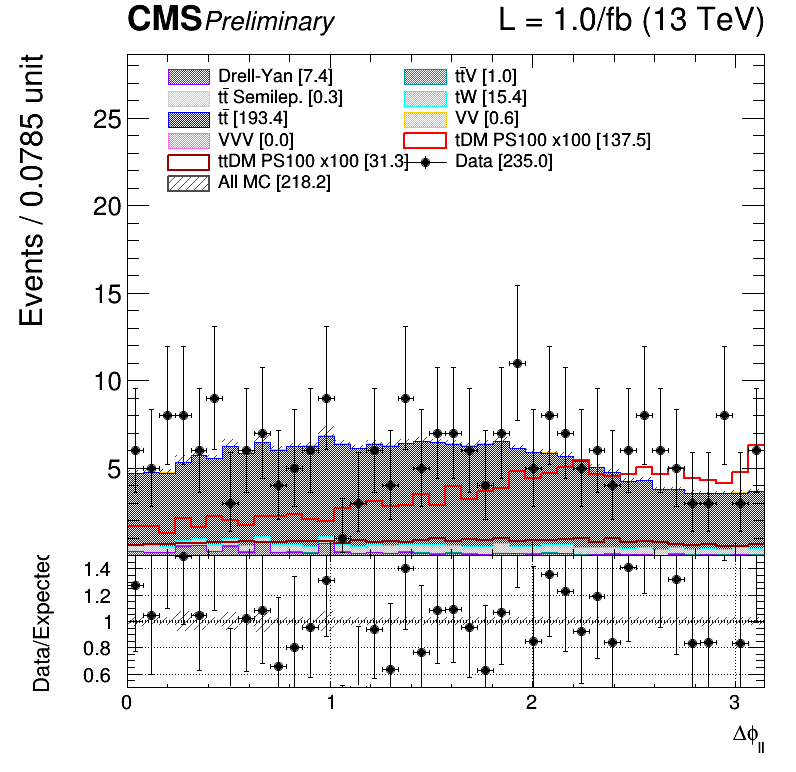 CMS Preliminary L = 1.0/fb (13 TeV)
Events / 0.0785 unit
Drell-Yan [7.4] tt̄V [1.0]
tt̄ Semilep. [0.3] tW [15.4]
tt̄ [193.4] VV [0.6]
VVV [0.0] tDM PS100 x100 [137.5]
ttDM PS100 x100 [31.3] Data [235.0]
All MC [218.2]
25
20
15
10
5
Data/Expected
1.4
1.2
1
0.8
0.6
0 1 2 3
Δϕ_ll